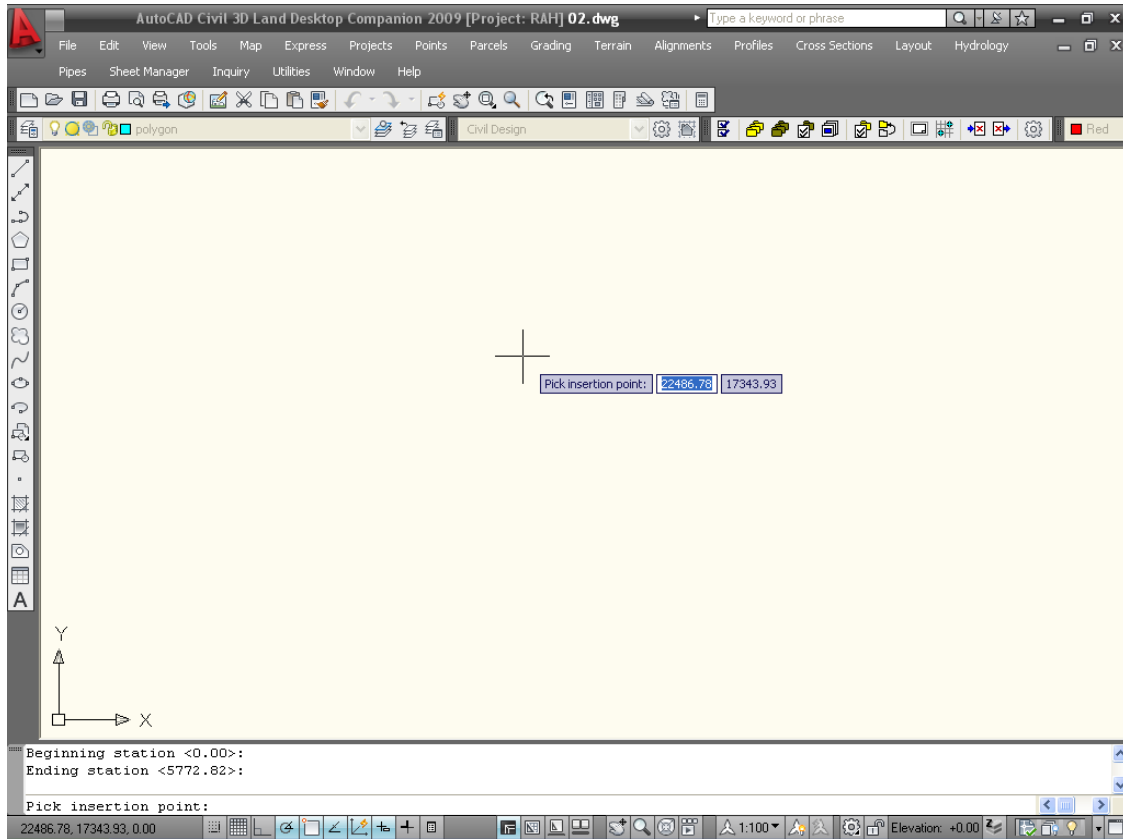 AutoCAD Civil 3D Land Desktop Companion 2009 [Project: RAH] 02.dwg Type a keyword or phrase
File Edit View Tools Map Express Projects Points Parcels Grading Terrain Alignments Profiles Cross Sections Layout Hydrology
Pipes Sheet Manager Inquiry Utilities Window Help
polygon Civil Design Red
Pick insertion point: 22486.78 17343.93
A
Y
X
Beginning station <0.00>:
Ending station <5772.82>:
Pick insertion point:
22486.78, 17343.93, 0.00 1:100 Elevation: +0.00